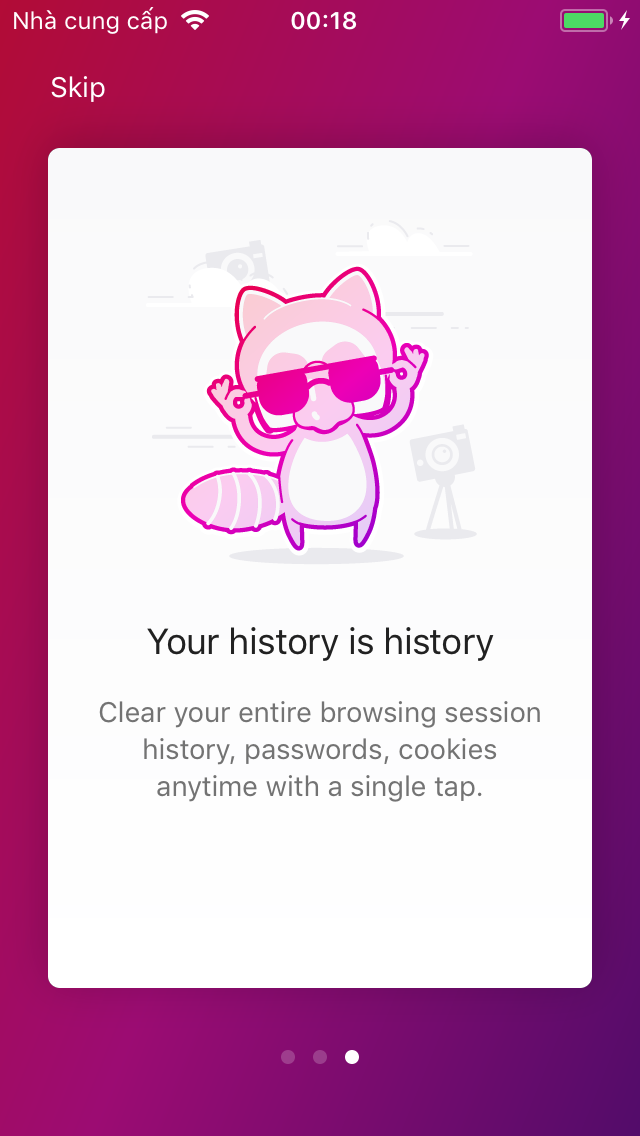 Nhà cung cấp 00:18
Skip
Your history is history
Clear your entire browsing session
history, passwords, cookies
anytime with a single tap.